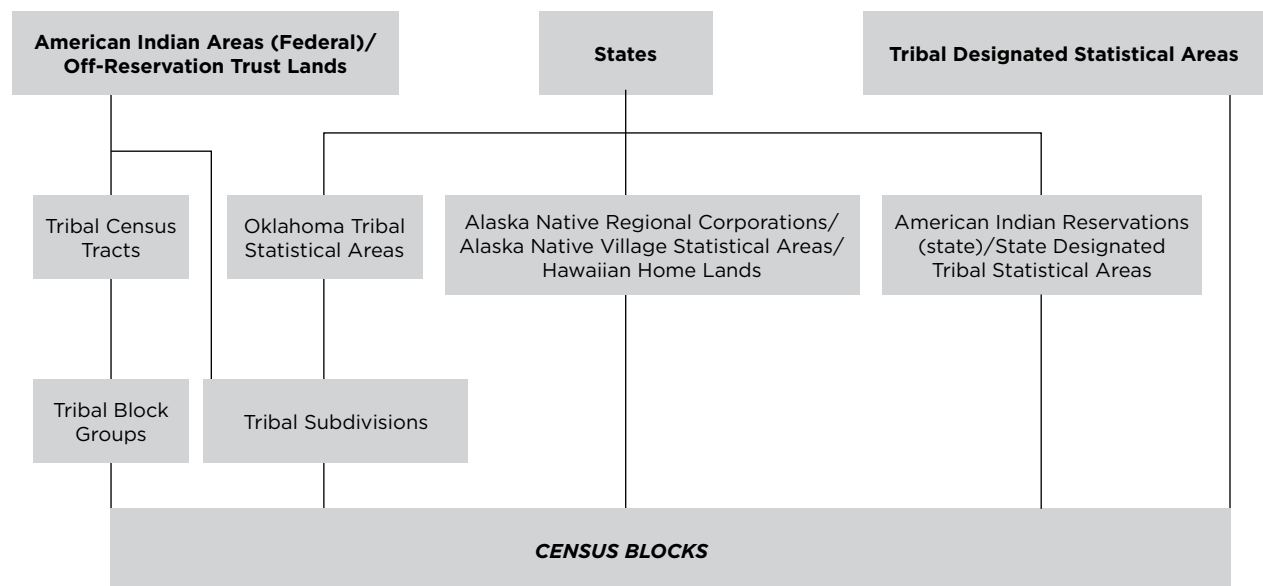 American Indian Areas (Federal)/
Off-Reservation Trust Lands
States
Tribal Designated Statistical Areas
Tribal Census
Tracts
Oklahoma Tribal
Statistical Areas
Alaska Native Regional Corporations/
Alaska Native Village Statistical Areas/
Hawaiian Home Lands
American Indian Reservations
(state)/State Designated
Tribal Statistical Areas
Tribal Block
Groups
Tribal Subdivisions
CENSUS BLOCKS